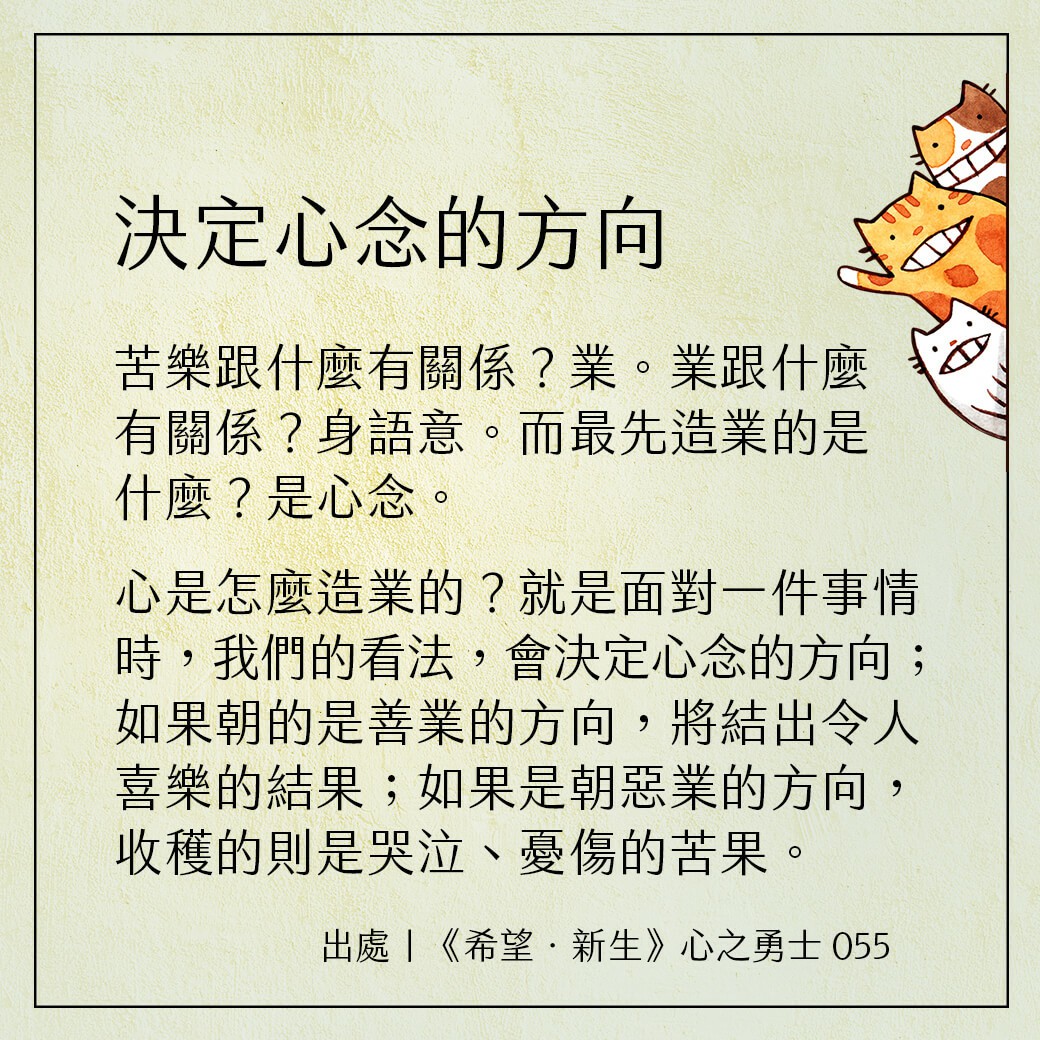 決定心念的方向
苦樂跟什麼有關係？業。業跟什麼
有關係？身語意。而最先造業的是
什麼？是心念。
心是怎麼造業的？就是面對一件事情
時，我們的看法，會決定心念的方向；
如果朝的是善業的方向，將結出令人
喜樂的結果；如果是朝惡業的方向，
收穫的則是哭泣、憂傷的苦果。
出處｜《希望．新生》心之勇士 055